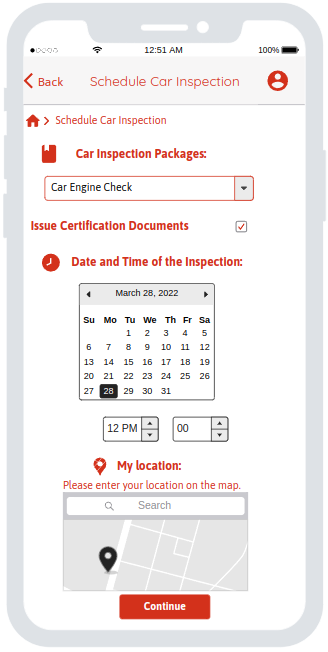 12:51 AM 100%
Back Schedule Car Inspection
Schedule Car Inspection
Car Inspection Packages:
Car Engine Check
Issue Certification Documents
Date and Time of the Inspection:
March 28, 2022
Su Mo Tu We Th Fr Sa
1 2 3 4 5
6 7 8 9 10 11 12
13 14 15 16 17 18 19
20 21 22 23 24 25 26
27 28 29 30 31
12 PM 00
My location:
Please enter your location on the map.
Search
Continue